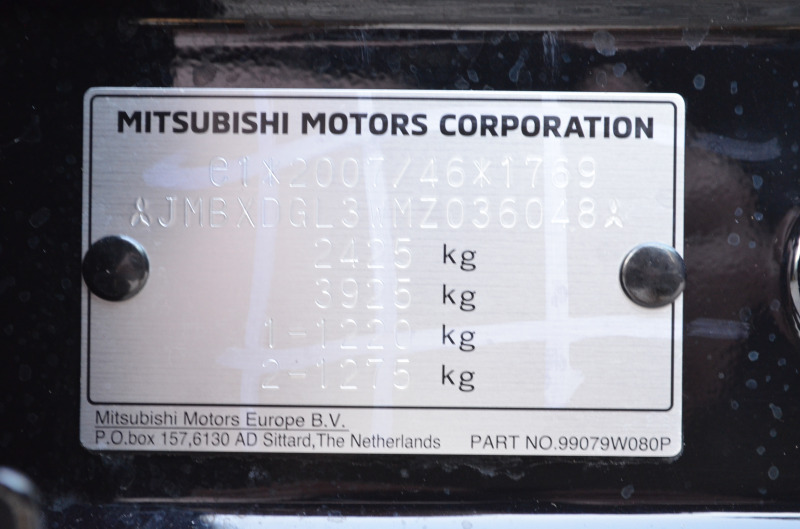 MITSUBISHI MOTORS CORPORATION
e1*2007/46*1769
JMBXDGL3WMZ036048
2425 kg
3925 kg
1-1220 kg
2-1275 kg
Mitsubishi Motors Europe B.V.
P.O.box 157,6130 AD Sittard,The Netherlands PART NO.99079W080P